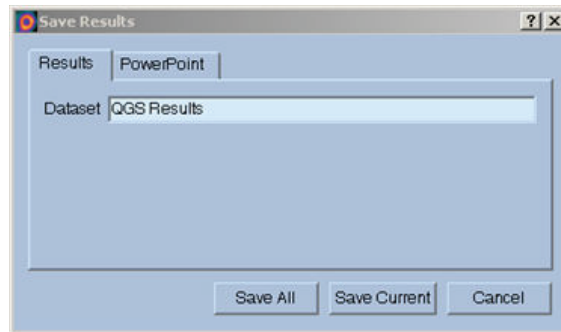 Save Results
Results PowerPoint
Dataset QGS Results
Save All Save Current Cancel